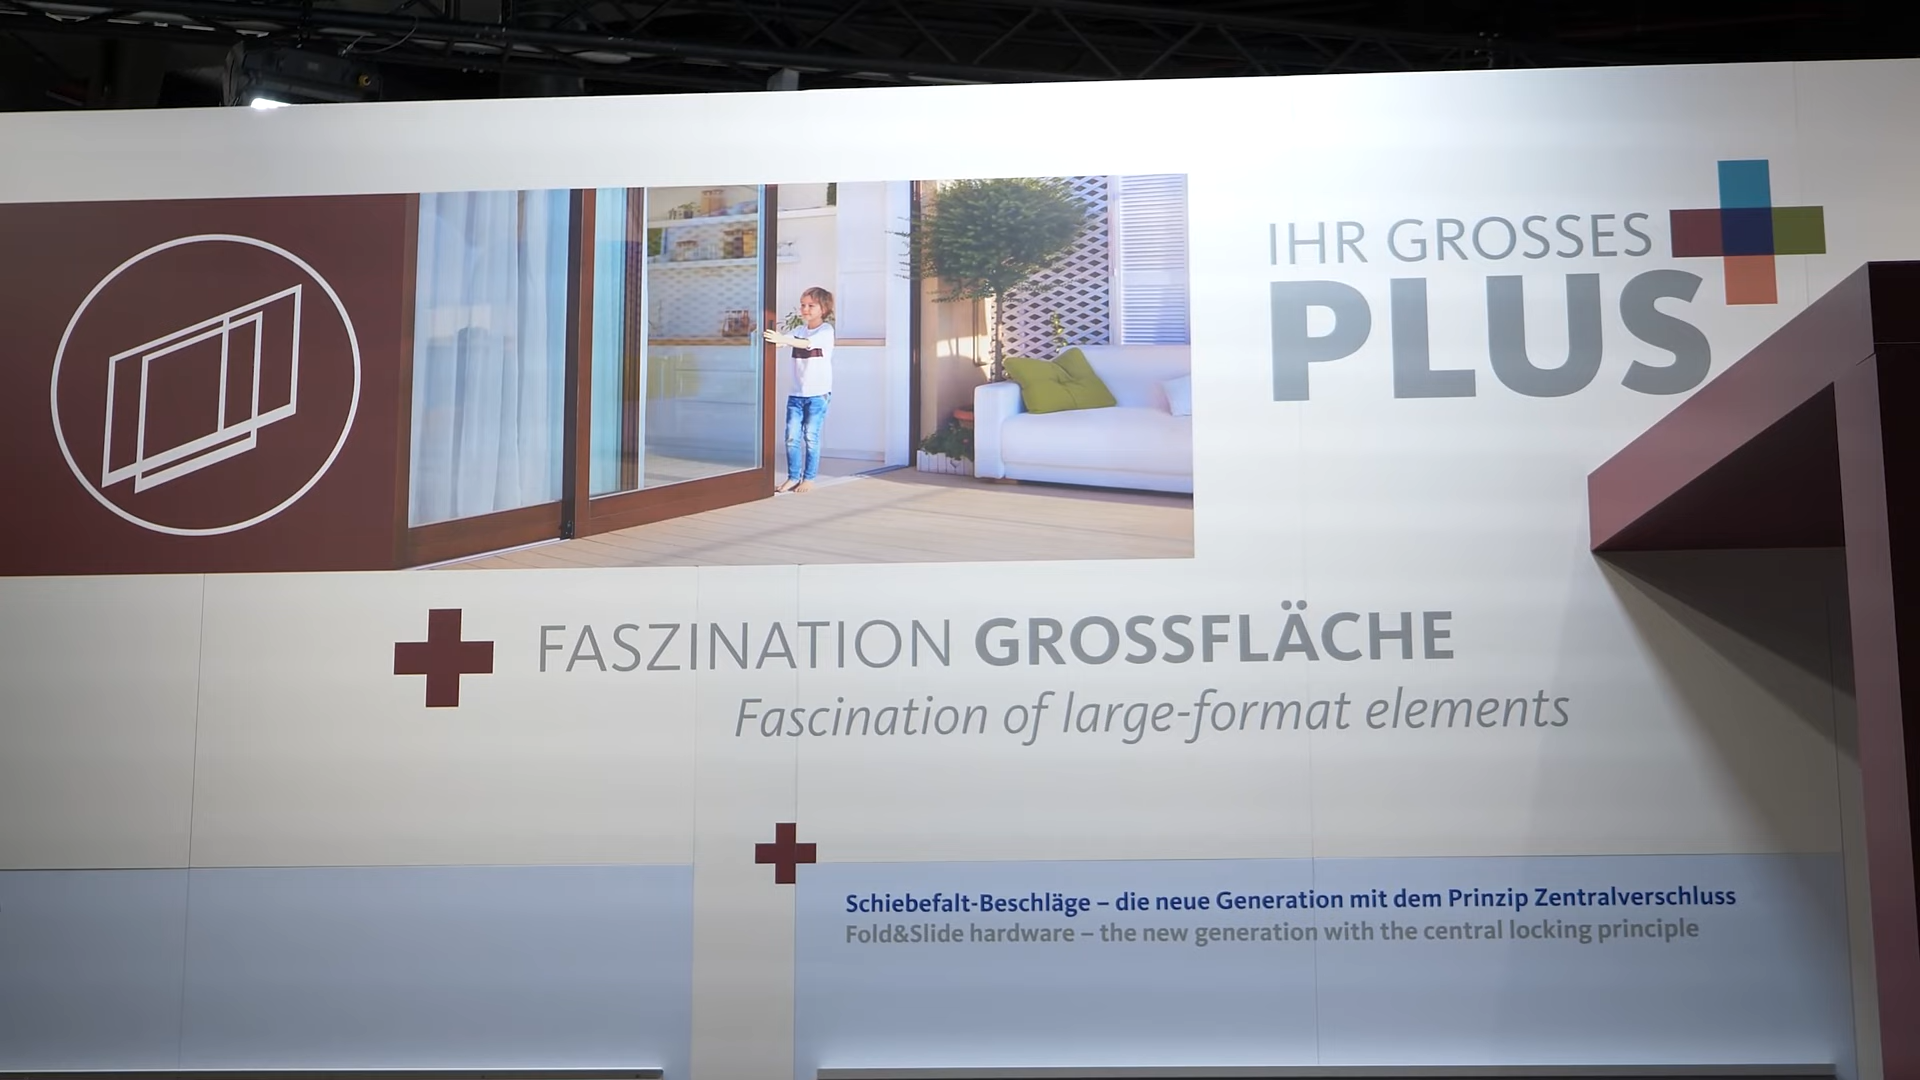 IHR GROSSES
PLUS
FASZINATION GROSSFLÄCHE
Fascination of large-format elements
Schiebefalt-Beschläge – die neue Generation mit dem Prinzip Zentralverschluss
Fold&Slide hardware – the new generation with the central locking principle